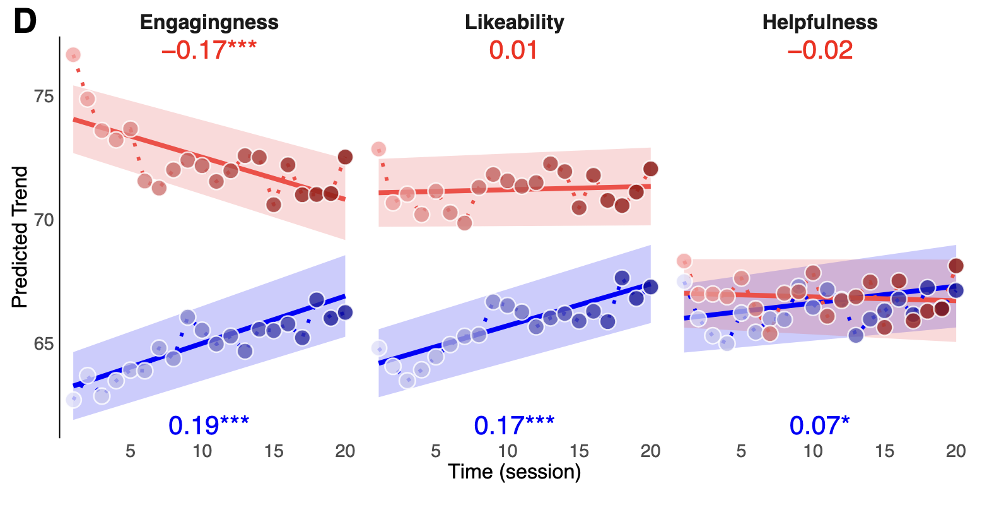 D
Engagingness Likeability Helpfulness
−0.17*** 0.01 −0.02
75
70
65
Predicted Trend
0.19*** 0.17*** 0.07*
5 10 15 20 5 10 15 20 5 10 15 20
Time (session)